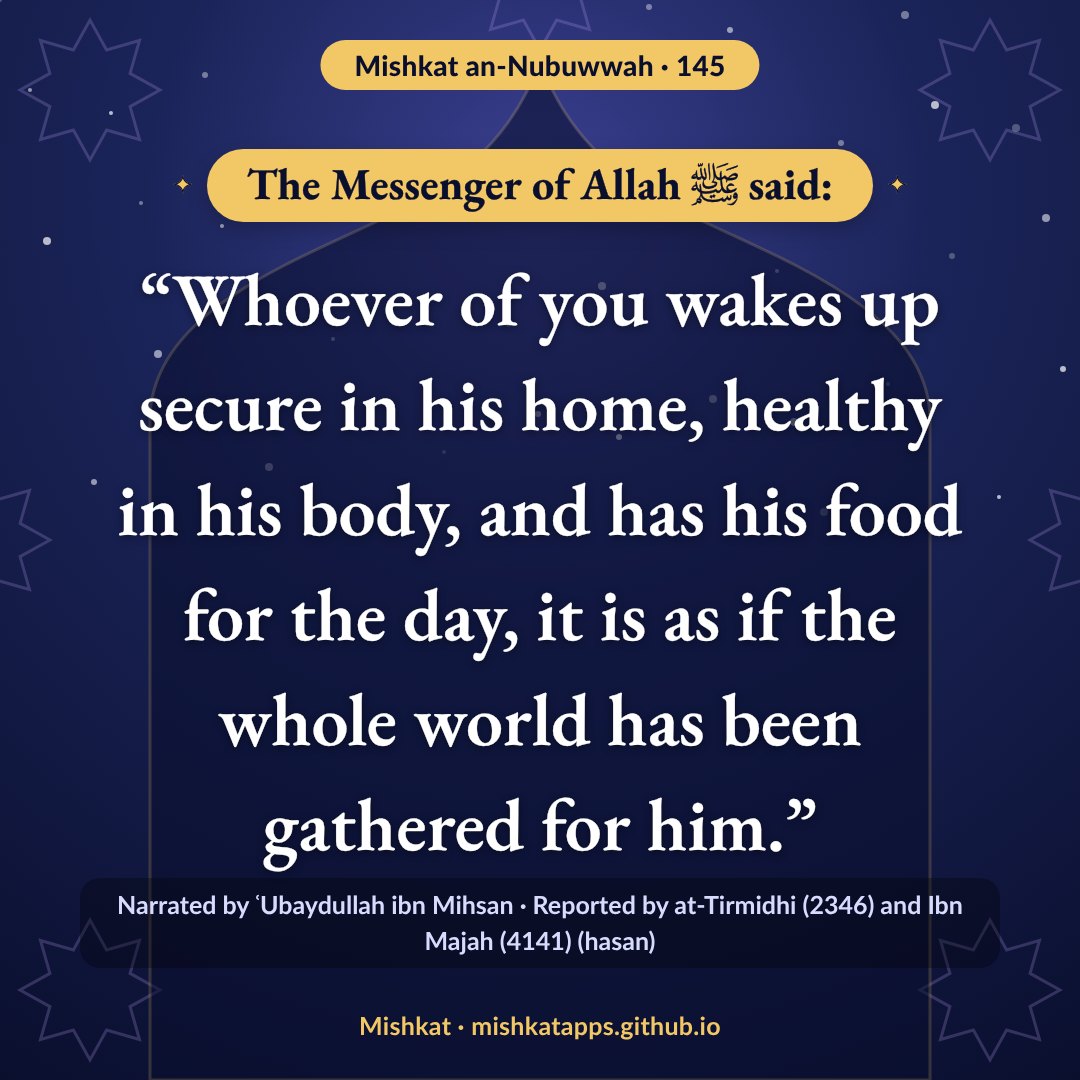 Mishkat an-Nubuwwah · 145
The Messenger of Allah ﷺ said:
“Whoever of you wakes up
secure in his home, healthy
in his body, and has his food
for the day, it is as if the
whole world has been
gathered for him.”
Narrated by ʿUbaydullah ibn Mihsan · Reported by at-Tirmidhi (2346) and Ibn
Majah (4141) (hasan)
Mishkat · mishkatapps.github.io